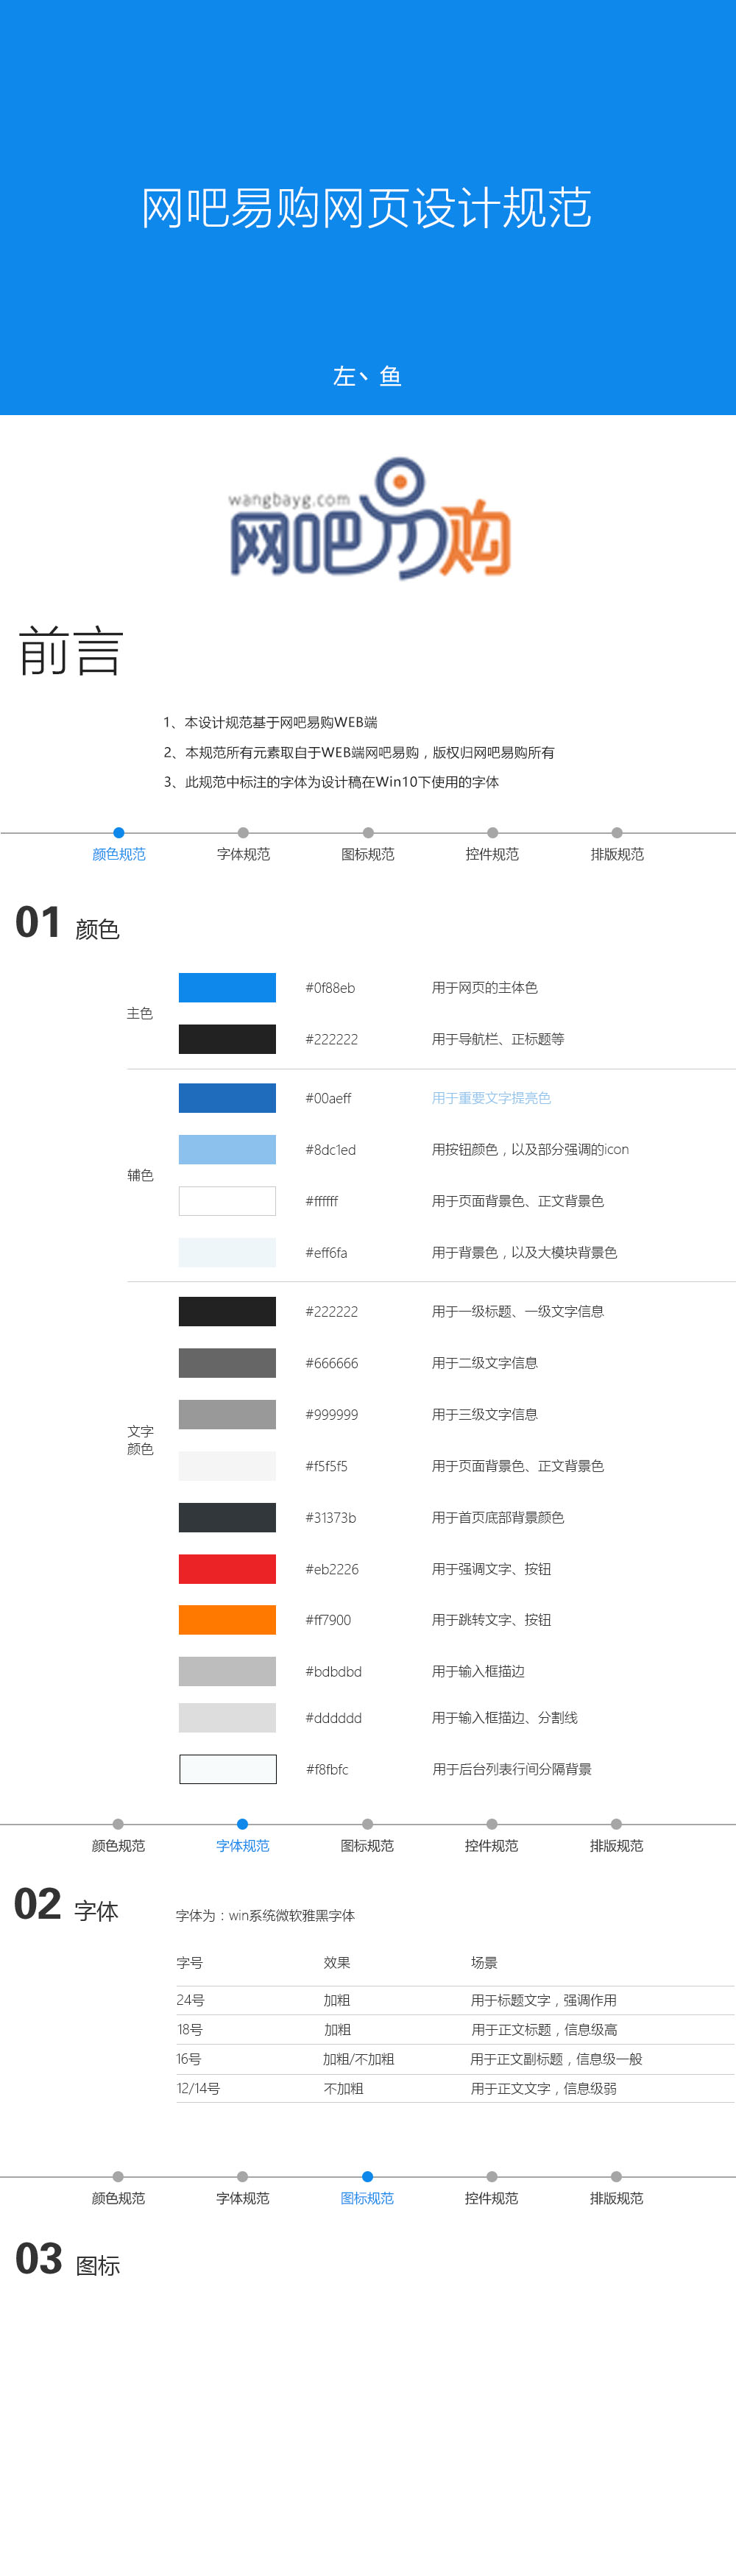 网吧易购网页设计规范
左丶鱼
wangbayg.com
网吧易购
前言
1、本设计规范基于网吧易购WEB端
2、本规范所有元素取自于WEB端网吧易购，版权归网吧易购所有
3、此规范中标注的字体为设计稿在Win10下使用的字体
颜色规范 字体规范 图标规范 控件规范 排版规范
01 颜色
主色
#0f88eb 用于网页的主体色
#222222 用于导航栏、正标题等
辅色
#00aeff 用于重要文字提亮色
#8dc1ed 用按钮颜色，以及部分强调的icon
#ffffff 用于页面背景色、正文背景色
#eff6fa 用于背景色，以及大模块背景色
文字
颜色
#222222 用于一级标题、一级文字信息
#666666 用于二级文字信息
#999999 用于三级文字信息
#f5f5f5 用于页面背景色、正文背景色
#31373b 用于首页底部背景颜色
#eb2226 用于强调文字、按钮
#ff7900 用于跳转文字、按钮
#bdbdbd 用于输入框描边
#dddddd 用于输入框描边、分割线
#f8fbfc 用于后台列表行间分隔背景
颜色规范 字体规范 图标规范 控件规范 排版规范
02 字体 字体为：win系统微软雅黑字体
字号 效果 场景
24号 加粗 用于标题文字，强调作用
18号 加粗 用于正文标题，信息级高
16号 加粗/不加粗 用于正文副标题，信息级一般
12/14号 不加粗 用于正文文字，信息级弱
颜色规范 字体规范 图标规范 控件规范 排版规范
03 图标